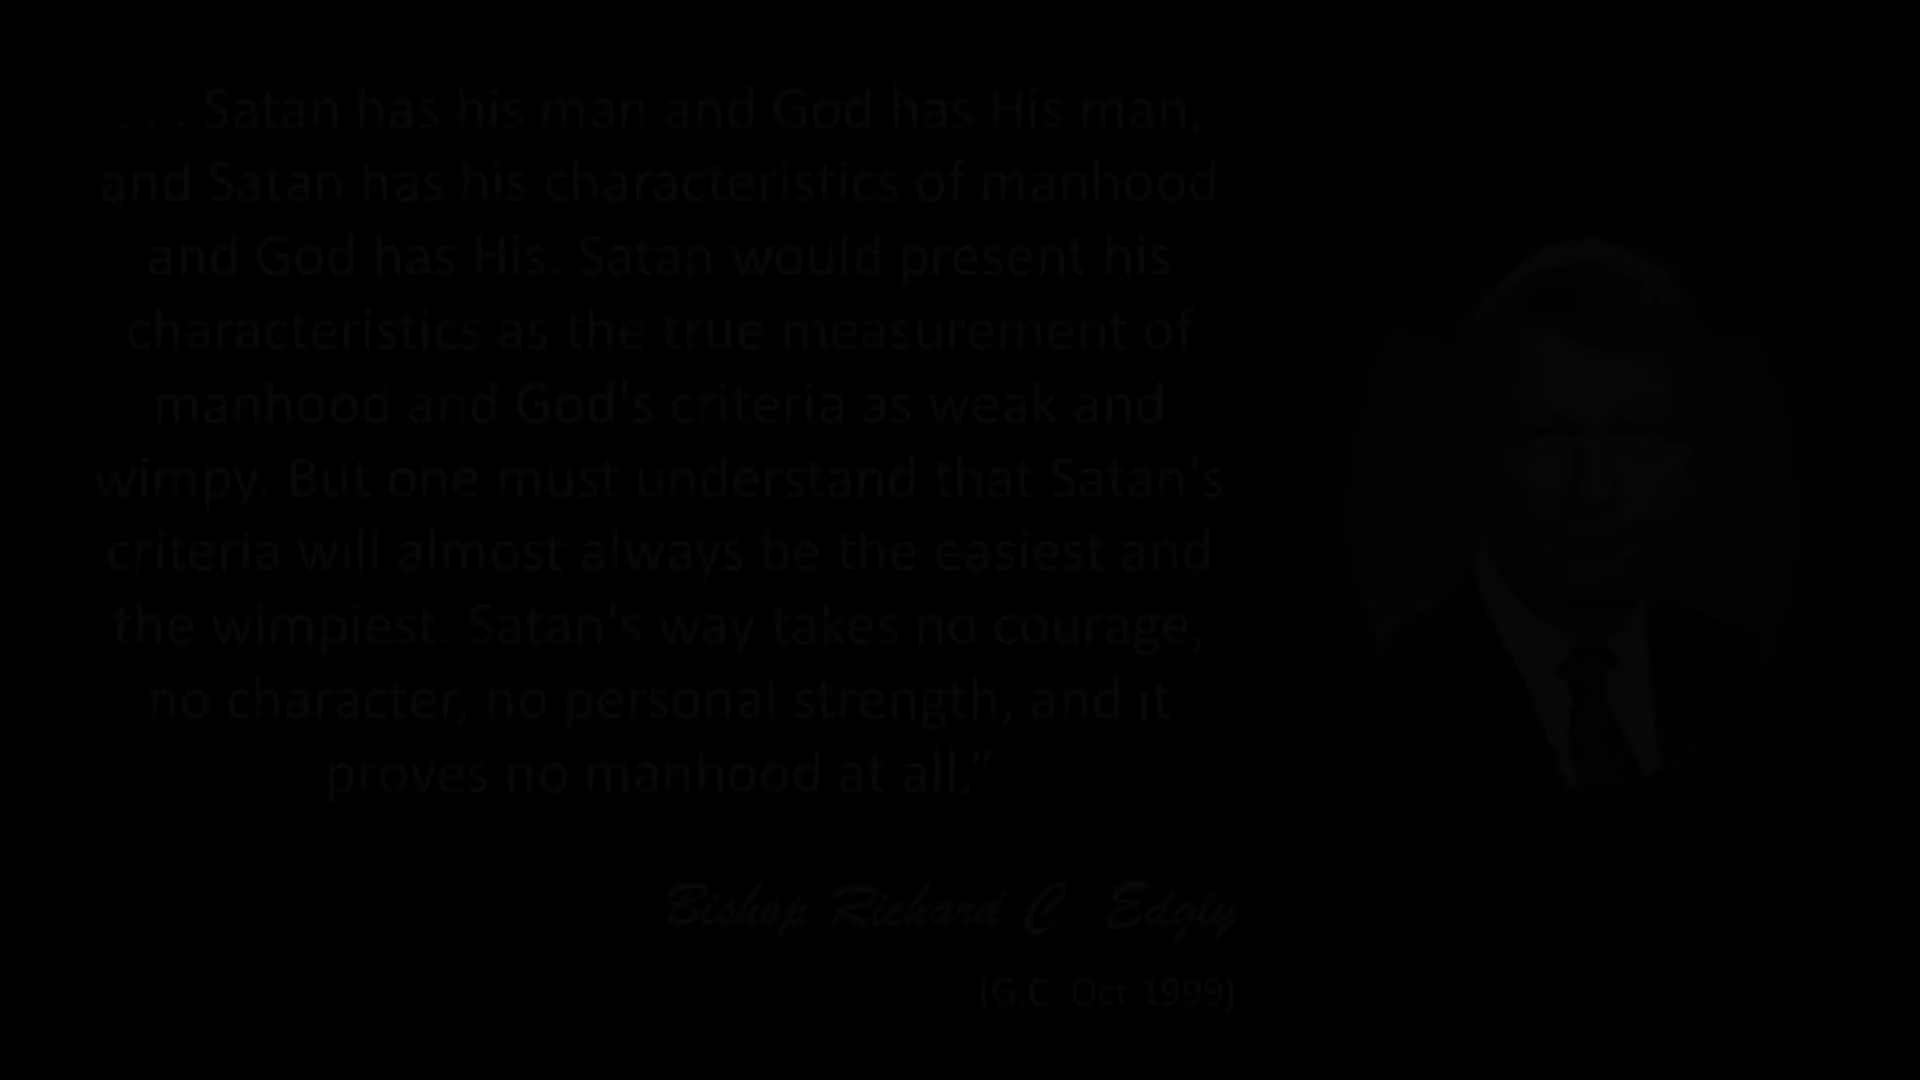 . . . Satan has his man and God has His man,
and Satan has his characteristics of manhood
and God has His. Satan would present his
characteristics as the true measurement of
manhood and God's criteria as weak and
wimpy. But one must understand that Satan's
criteria will almost always be the easiest and
the wimpiest. Satan's way takes no courage,
no character, no personal strength, and it
proves no manhood at all.”
Bishop Richard C. Edgly
(G.C. Oct 1999)